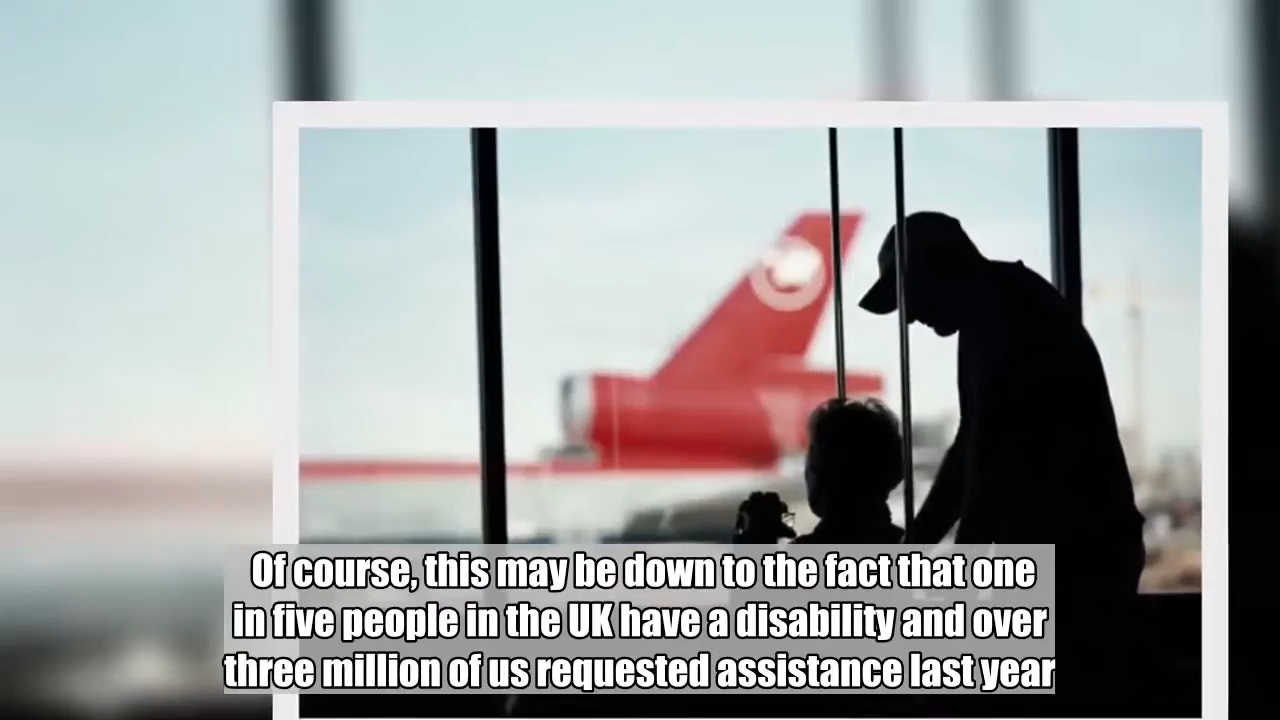 Of course, this may be down to the fact that one
in five people in the UK have a disability and over
three million of us requested assistance last year